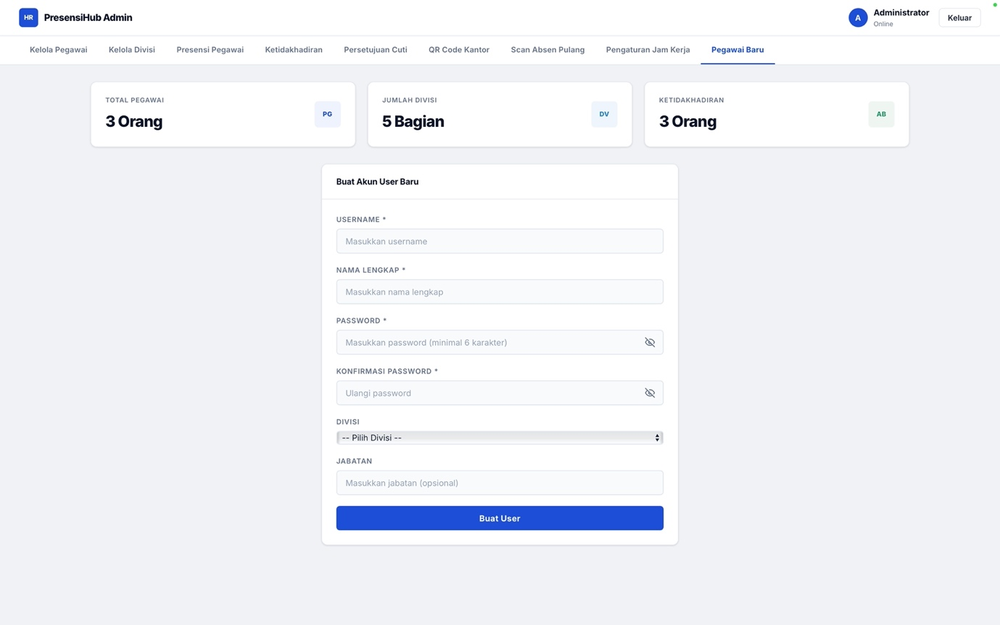 HR PresensiHub Admin
A Administrator
Online
Keluar
Kelola Pegawai Kelola Divisi Presensi Pegawai Ketidakhadiran Persetujuan Cuti QR Code Kantor Scan Absen Pulang Pengaturan Jam Kerja Pegawai Baru
TOTAL PEGAWAI
3 Orang
PG
JUMLAH DIVISI
5 Bagian
DV
KETIDAKHADIRAN
3 Orang
AB
Buat Akun User Baru
USERNAME *
Masukkan username
NAMA LENGKAP *
Masukkan nama lengkap
PASSWORD *
Masukkan password (minimal 6 karakter)
KONFIRMASI PASSWORD *
Ulangi password
DIVISI
-- Pilih Divisi --
JABATAN
Masukkan jabatan (opsional)
Buat User